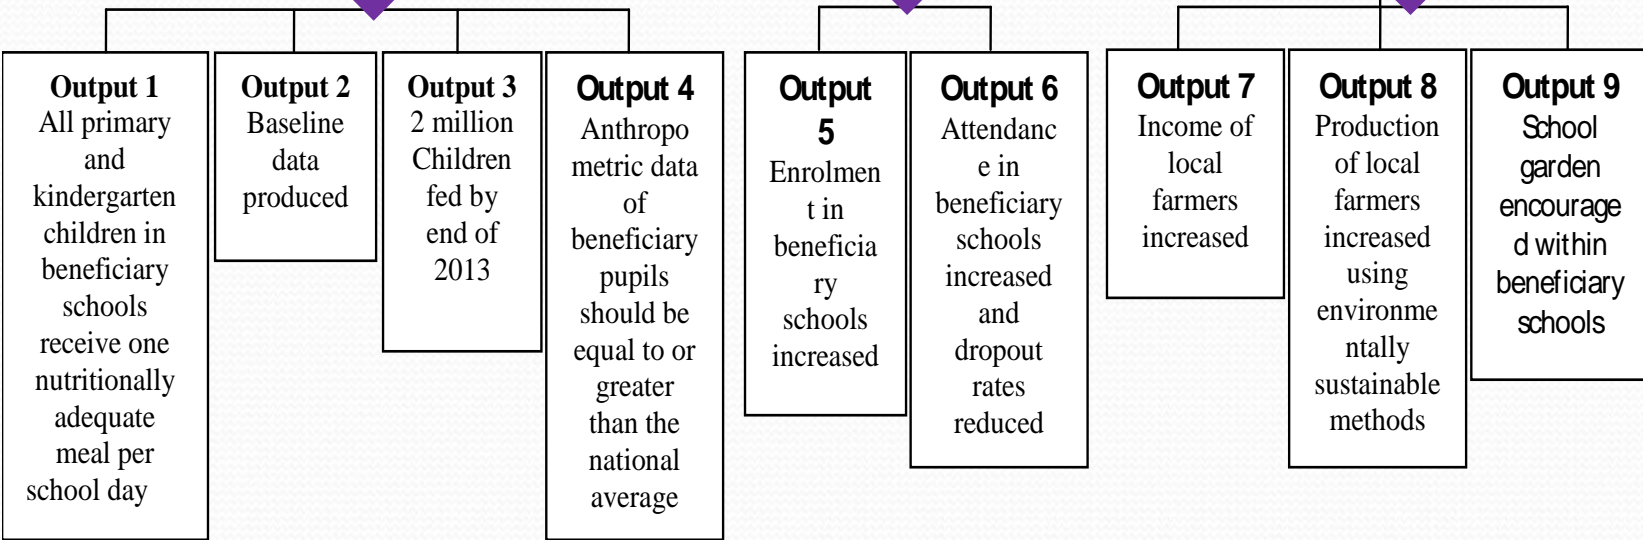 Output 1
All primary
and
kindergarten
children in
beneficiary
schools
receive one
nutritionally
adequate
meal per
school day
Output 2
Baseline
data
produced
Output 3
2 million
Children
fed by
end of
2013
Output 4
Anthropo
metric data
of
beneficiary
pupils
should be
equal to or
greater
than the
national
average
Output
5
Enrolmen
t in
beneficia
ry
schools
increased
Output 6
Attendanc
e in
beneficiary
schools
increased
and
dropout
rates
reduced
Output 7
Income of
local
farmers
increased
Output 8
Production
of local
farmers
increased
using
environme
ntally
sustainable
methods
Output 9
School
garden
encourage
d within
beneficiary
schools